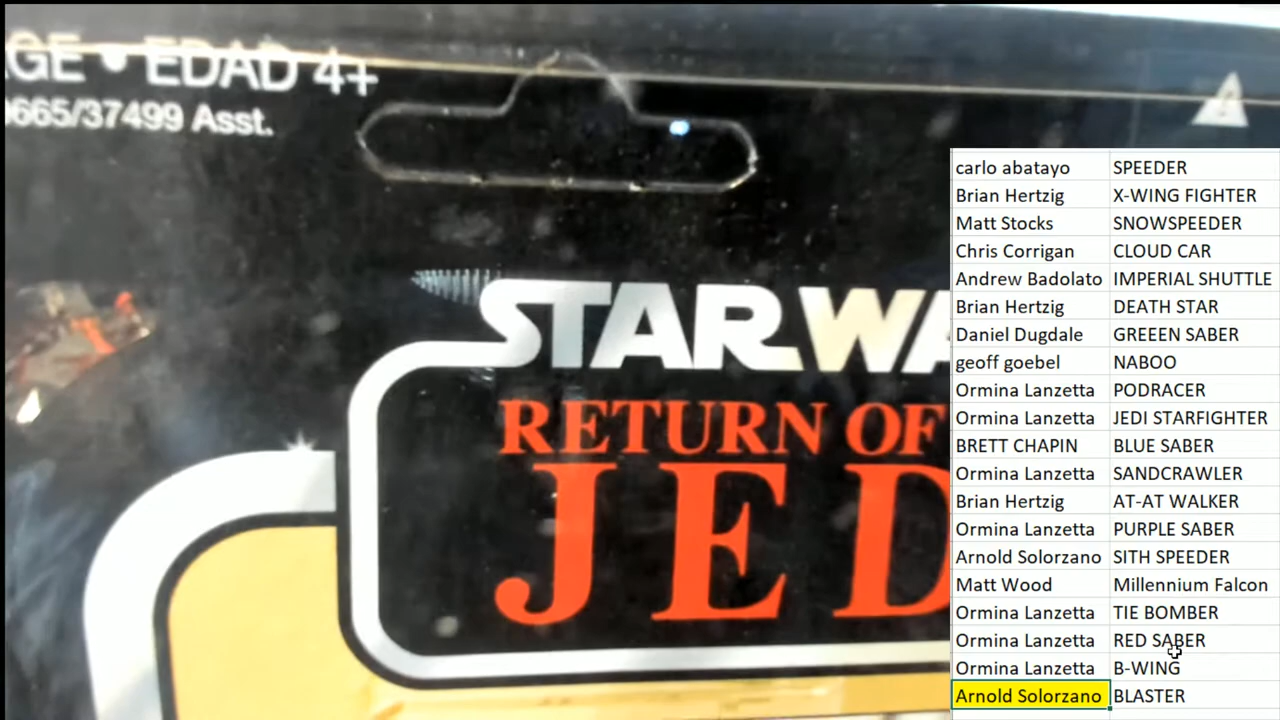 GE • EDAD 4+
9665/37499 Asst.
4
STAR WA
RETURN OF
JED
carlo abatayo SPEEDER
Brian Hertzig X-WING FIGHTER
Matt Stocks SNOWSPEEDER
Chris Corrigan CLOUD CAR
Andrew Badolato IMPERIAL SHUTTLE
Brian Hertzig DEATH STAR
Daniel Dugdale GREEEN SABER
geoff goebel NABOO
Ormina Lanzetta PODRACER
Ormina Lanzetta JEDI STARFIGHTER
BRETT CHAPIN BLUE SABER
Ormina Lanzetta SANDCRAWLER
Brian Hertzig AT-AT WALKER
Ormina Lanzetta PURPLE SABER
Arnold Solorzano SITH SPEEDER
Matt Wood Millennium Falcon
Ormina Lanzetta TIE BOMBER
Ormina Lanzetta RED SABER
Ormina Lanzetta B-WING
Arnold Solorzano BLASTER